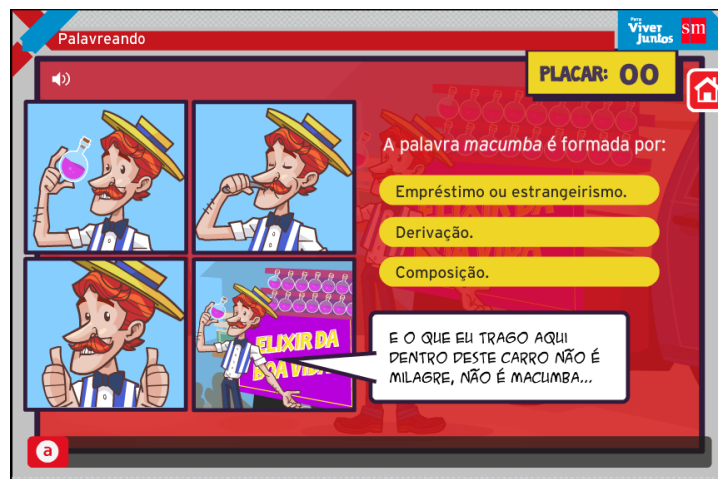 Palavreando
Para
Viver
Juntos
sm
PLACAR: 00
A palavra macumba é formada por:
Empréstimo ou estrangeirismo.
Derivação.
Composição.
ELIXIR DA
BOA VIDA
E O QUE EU TRAGO AQUI
DENTRO DESTE CARRO NÃO É
MILAGRE, NÃO É MACUMBA...
a